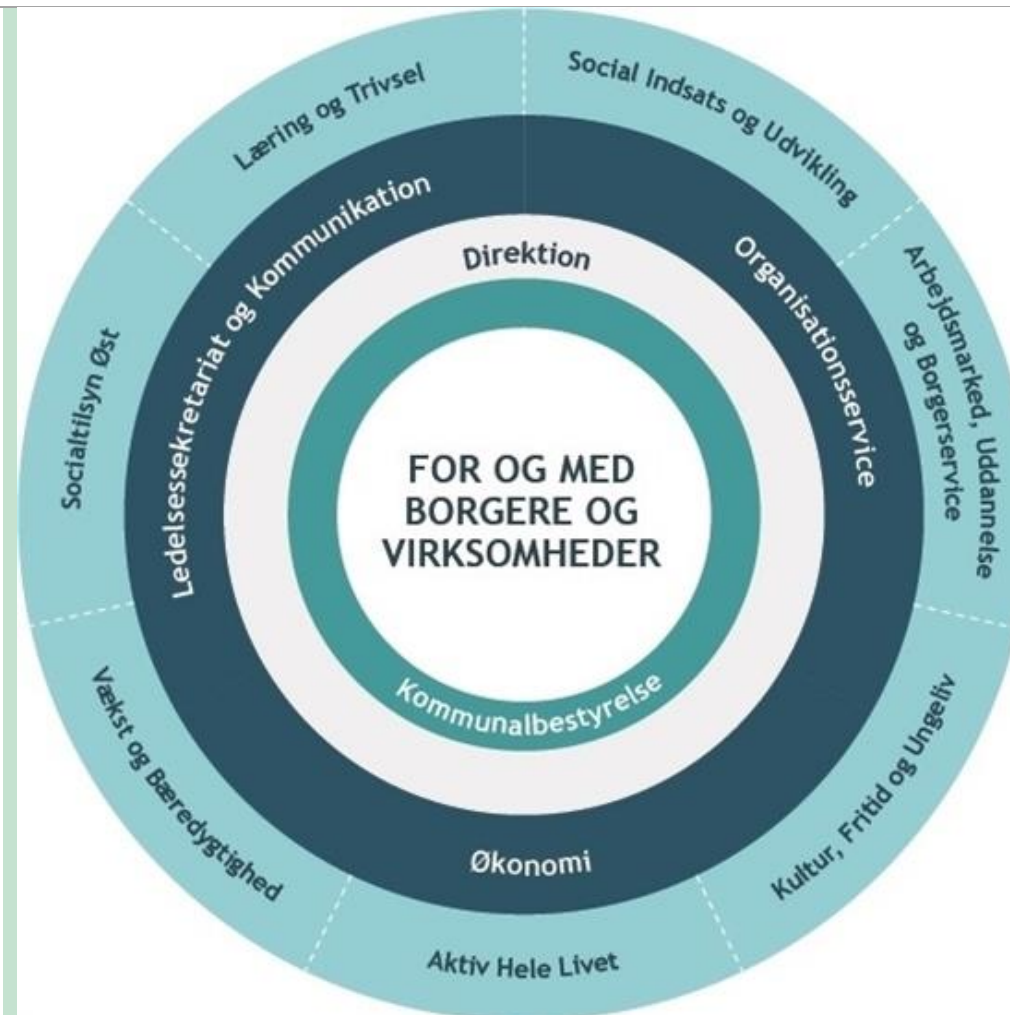 Læring og Trivsel
Social Indsats og Udvikling
Arbejdsmarked, Uddannelse
og Borgerservice
Kultur, Fritid og Ungeliv
Aktiv Hele Livet
Vækst og Bæredygtighed
Socialtilsyn Øst
Ledelsessekretariat og Kommunikation
Organisationsservice
Økonomi
Direktion
FOR OG MED
BORGERE OG
VIRKSOMHEDER
Kommunalbestyrelse